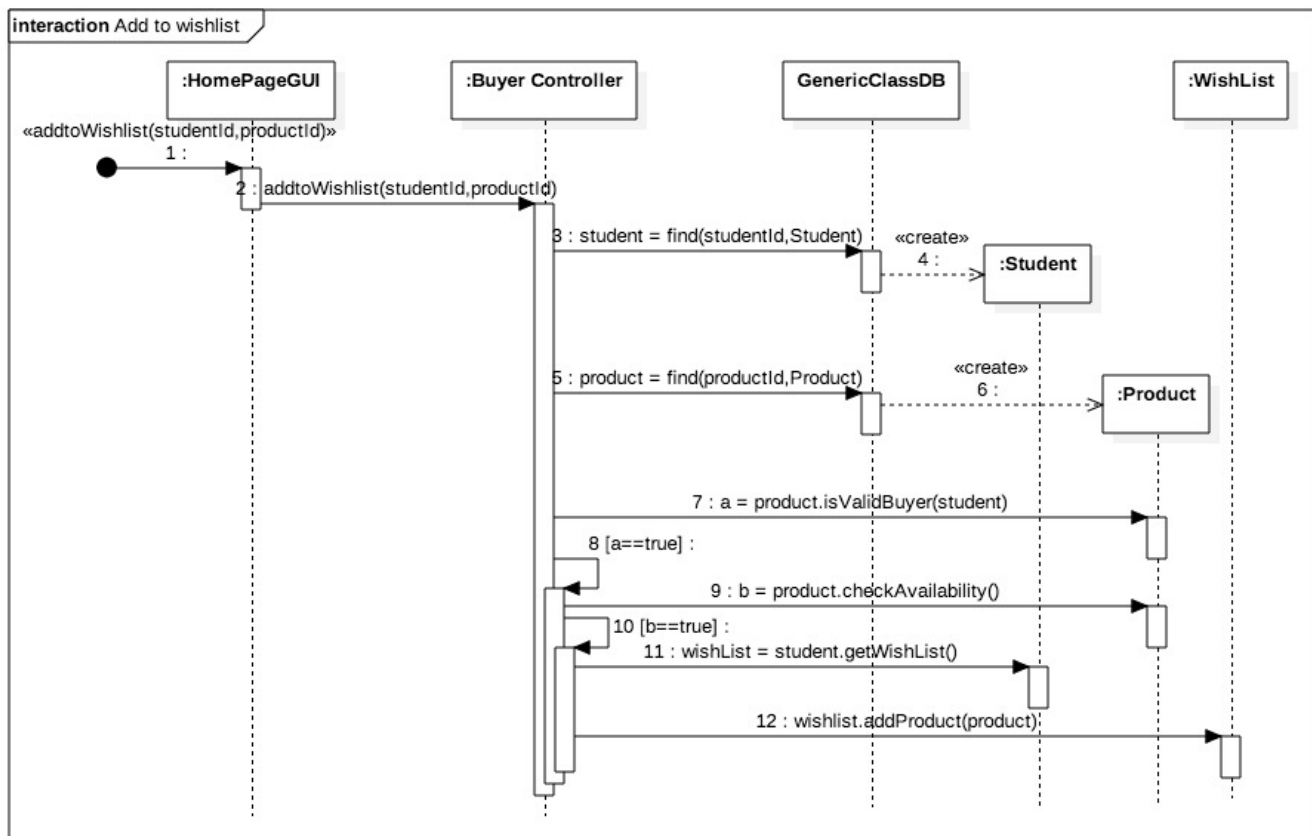 interaction Add to wishlist
:HomePageGUI
:Buyer Controller
GenericClassDB
:WishList
«addtoWishlist(studentId,productId)»
1 :
2 : addtoWishlist(studentId,productId)
3 : student = find(studentId,Student)
«create»
4 :
:Student
5 : product = find(productId,Product)
«create»
6 :
:Product
7 : a = product.isValidBuyer(student)
8 [a==true] :
9 : b = product.checkAvailability()
10 [b==true] :
11 : wishList = student.getWishList()
12 : wishlist.addProduct(product)